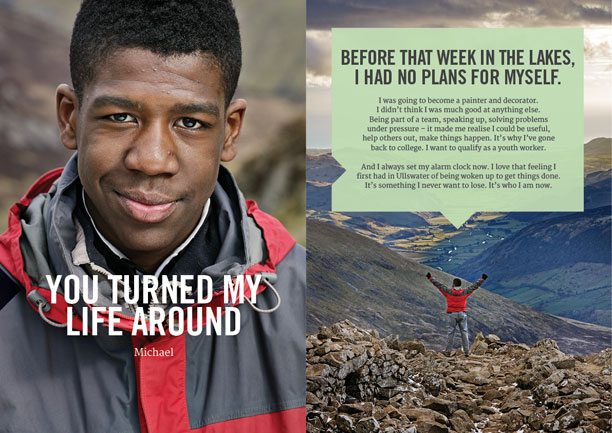 YOU TURNED MY
LIFE AROUND
Michael
BEFORE THAT WEEK IN THE LAKES,
I HAD NO PLANS FOR MYSELF.
I was going to become a painter and decorator.
I didn't think I was much good at anything else.
Being part of a team, speaking up, solving problems
under pressure – it made me realise I could be useful,
help others out, make things happen. It's why I've gone
back to college. I want to qualify as a youth worker.
And I always set my alarm clock now. I love that feeling I
first had in Ullswater of being woken up to get things done.
It's something I never want to lose. It's who I am now.